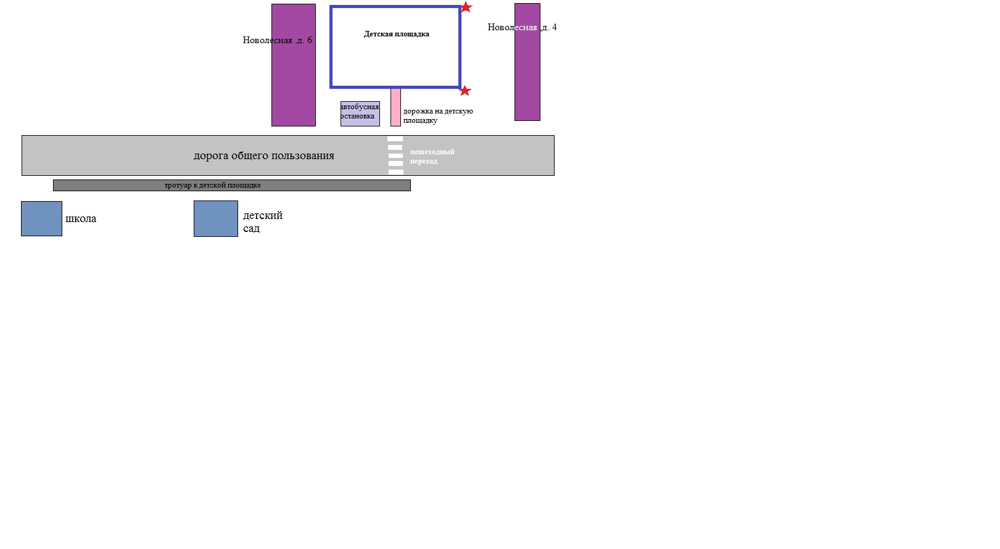 Новолесная .д. 6
Детская площадка
Новолесная .д. 4
автобусная
остановка
дорожка на детскую
площадку
дорога общего пользования
пешеходный
переход
тротуар к детской площадке
школа
детский
сад